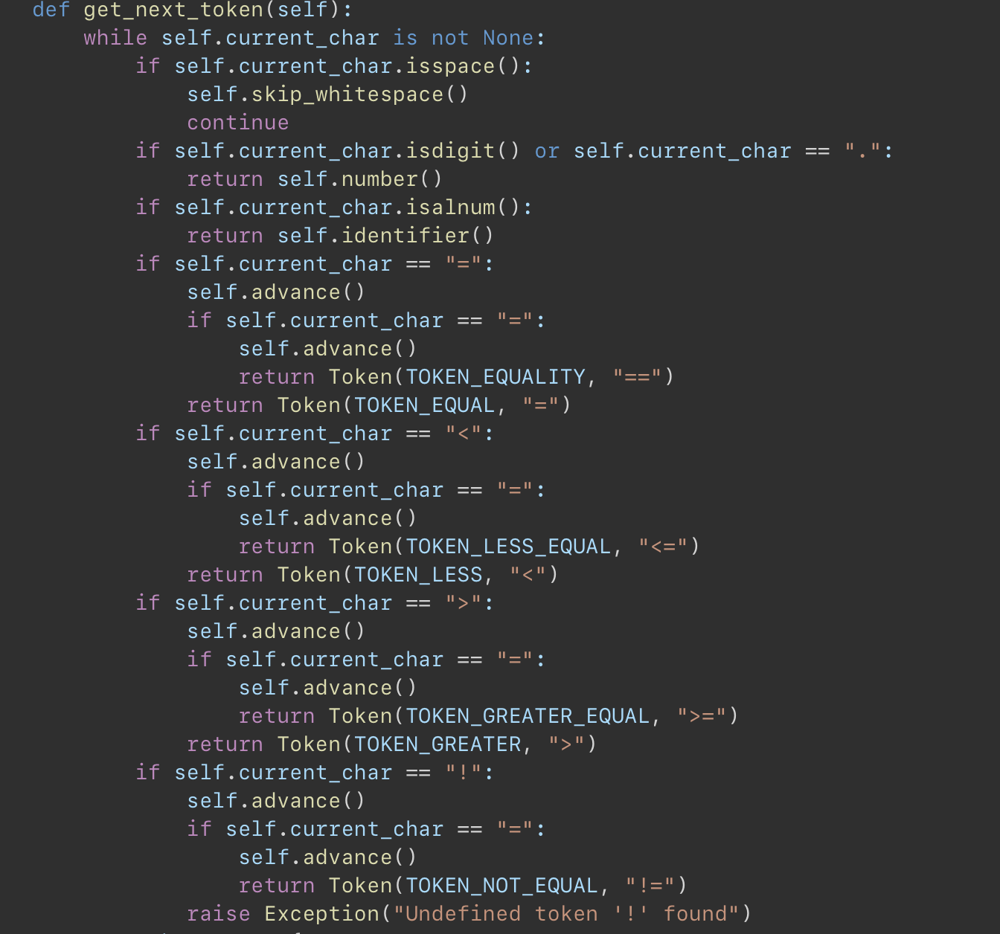 def get_next_token(self):
    while self.current_char is not None:
        if self.current_char.isspace():
            self.skip_whitespace()
            continue
        if self.current_char.isdigit() or self.current_char == ".":
            return self.number()
        if self.current_char.isalnum():
            return self.identifier()
        if self.current_char == "=":
            self.advance()
            if self.current_char == "=":
                self.advance()
                return Token(TOKEN_EQUALITY, "==")
            return Token(TOKEN_EQUAL, "=")
        if self.current_char == "<":
            self.advance()
            if self.current_char == "=":
                self.advance()
                return Token(TOKEN_LESS_EQUAL, "<=")
            return Token(TOKEN_LESS, "<")
        if self.current_char == ">":
            self.advance()
            if self.current_char == "=":
                self.advance()
                return Token(TOKEN_GREATER_EQUAL, ">=")
            return Token(TOKEN_GREATER, ">")
        if self.current_char == "!":
            self.advance()
            if self.current_char == "=":
                self.advance()
                return Token(TOKEN_NOT_EQUAL, "!=")
            raise Exception("Undefined token '!' found")